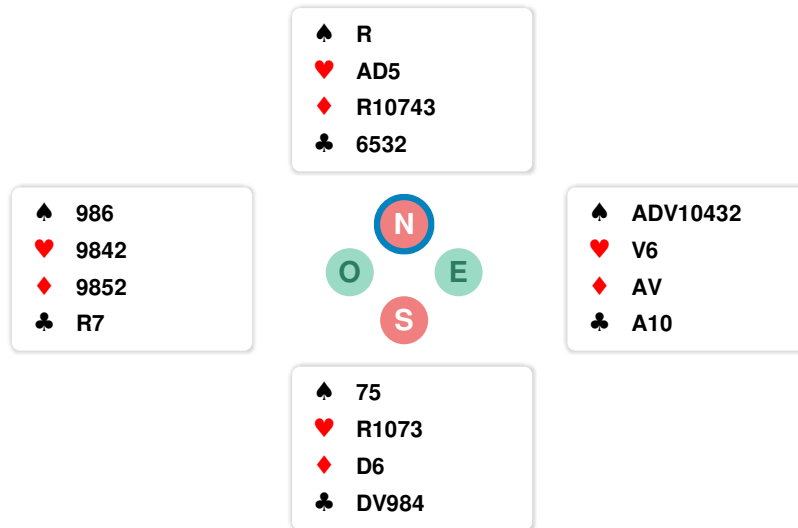 ♠ R
♥ AD5
♦ R10743
♣ 6532
♠ 986
♥ 9842
♦ 9852
♣ R7
N
O E
S
♠ ADV10432
♥ V6
♦ AV
♣ A10
♠ 75
♥ R1073
♦ D6
♣ DV984